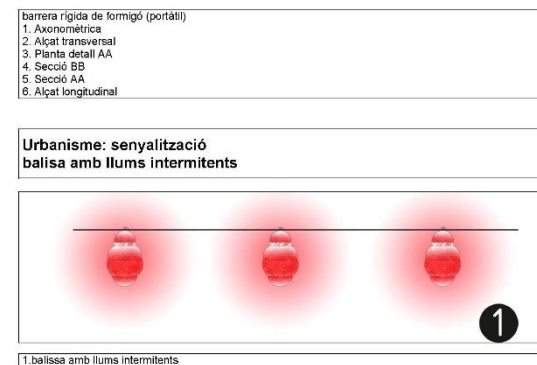 barrera rígida de formigó (portàtil)
1. Axonomètrica
2. Alçat transversal
3. Planta detall AA
4. Secció BB
5. Secció AA
6. Alçat longitudinal
Urbanisme: senyalització
balisa amb llums intermitents
1
1.balissa amb llums intermitents